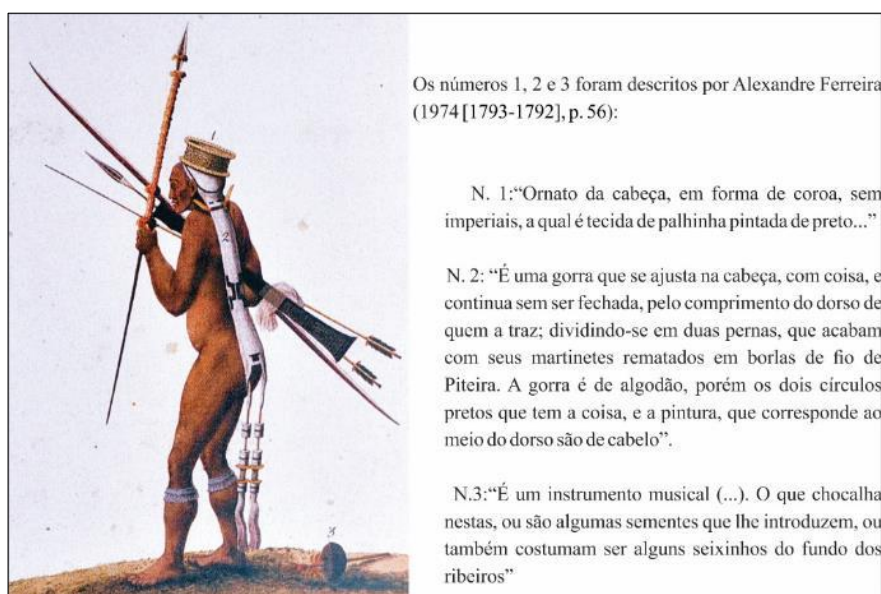 1
2
3
Os números 1, 2 e 3 foram descritos por Alexandre Ferreira
(1974 [1793-1792], p. 56):
N. 1:“Ornato da cabeça, em forma de coroa, sem
imperiais, a qual é tecida de palhinha pintada de preto...”
N. 2: “É uma gorra que se ajusta na cabeça, com coisa, e
continua sem ser fechada, pelo comprimento do dorso de
quem a traz; dividindo-se em duas pernas, que acabam
com seus martinetes rematados em borlas de fio de
Piteira. A gorra é de algodão, porém os dois círculos
pretos que tem a coisa, e a pintura, que corresponde ao
meio do dorso são de cabelo”.
N.3:“É um instrumento musical (...). O que chocalha
nestas, ou são algumas sementes que lhe introduzem, ou
também costumam ser alguns seixinhos do fundo dos
ribeiros”